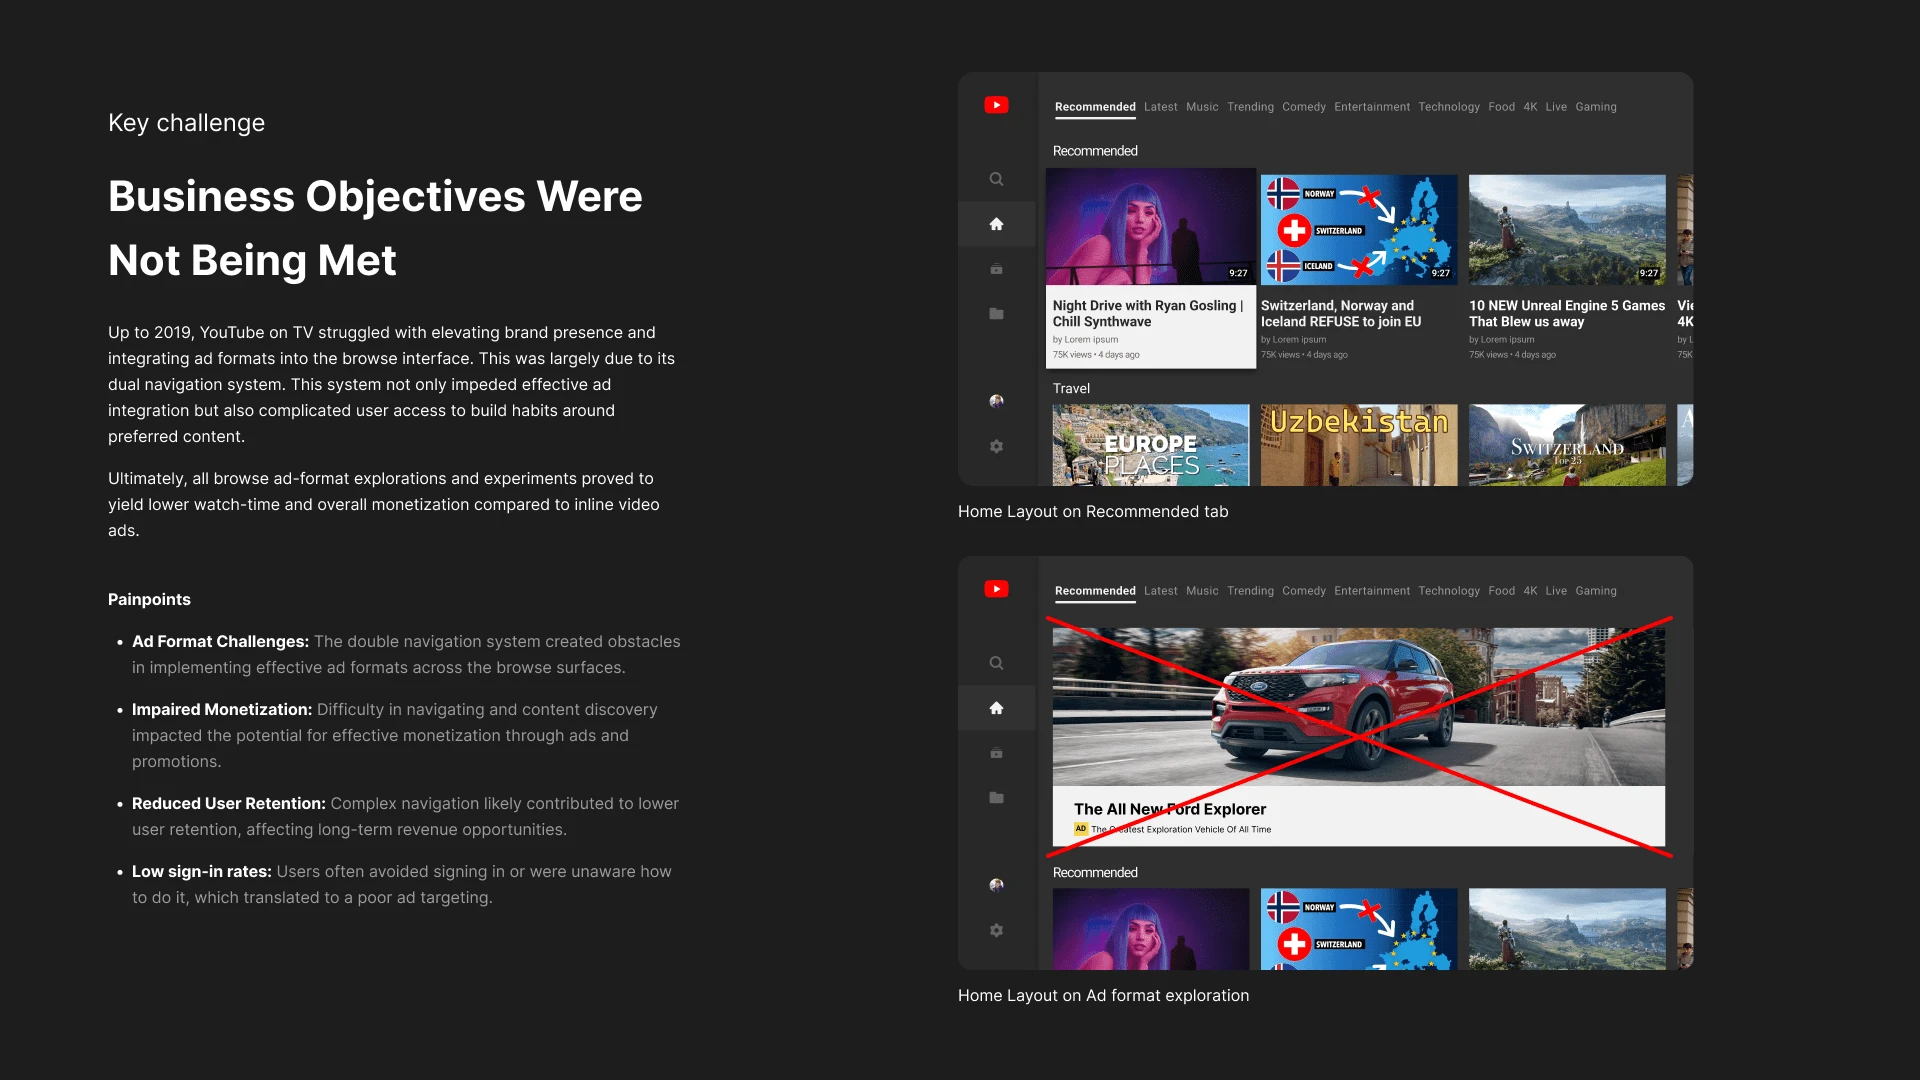 Key challenge
Business Objectives Were
Not Being Met
Up to 2019, YouTube on TV struggled with elevating brand presence and
integrating ad formats into the browse interface. This was largely due to its
dual navigation system. This system not only impeded effective ad
integration but also complicated user access to build habits around
preferred content.
Ultimately, all browse ad-format explorations and experiments proved to
yield lower watch-time and overall monetization compared to inline video
ads.
Painpoints
• Ad Format Challenges: The double navigation system created obstacles
in implementing effective ad formats across the browse surfaces.
• Impaired Monetization: Difficulty in navigating and content discovery
impacted the potential for effective monetization through ads and
promotions.
• Reduced User Retention: Complex navigation likely contributed to lower
user retention, affecting long-term revenue opportunities.
• Low sign-in rates: Users often avoided signing in or were unaware how
to do it, which translated to a poor ad targeting.
Recommended Latest Music Trending Comedy Entertainment Technology Food 4K Live Gaming
Recommended
9:27
NORWAY
SWITZERLAND
ICELAND
9:27
9:27
Night Drive with Ryan Gosling |
Chill Synthwave
by Lorem ipsum
75K views • 4 days ago
Switzerland, Norway and
Iceland REFUSE to join EU
by Lorem ipsum
75K views • 4 days ago
10 NEW Unreal Engine 5 Games
That Blew us away
by Lorem ipsum
75K views • 4 days ago
Vie
4K
by L
75K
Travel
EUROPE
PLACES
Uzbekistan
SWITZERLAND
TOP 25
A
Home Layout on Recommended tab
Recommended Latest Music Trending Comedy Entertainment Technology Food 4K Live Gaming
The All New Ford Explorer
AD The Greatest Exploration Vehicle Of All Time
Recommended
NORWAY
SWITZERLAND
Home Layout on Ad format exploration